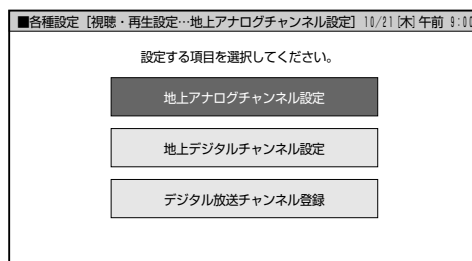 ■各種設定［視聴・再生設定…地上アナログチャンネル設定］ 10/21[木]午前 9:00
設定する項目を選択してください。
地上アナログチャンネル設定
地上デジタルチャンネル設定
デジタル放送チャンネル登録